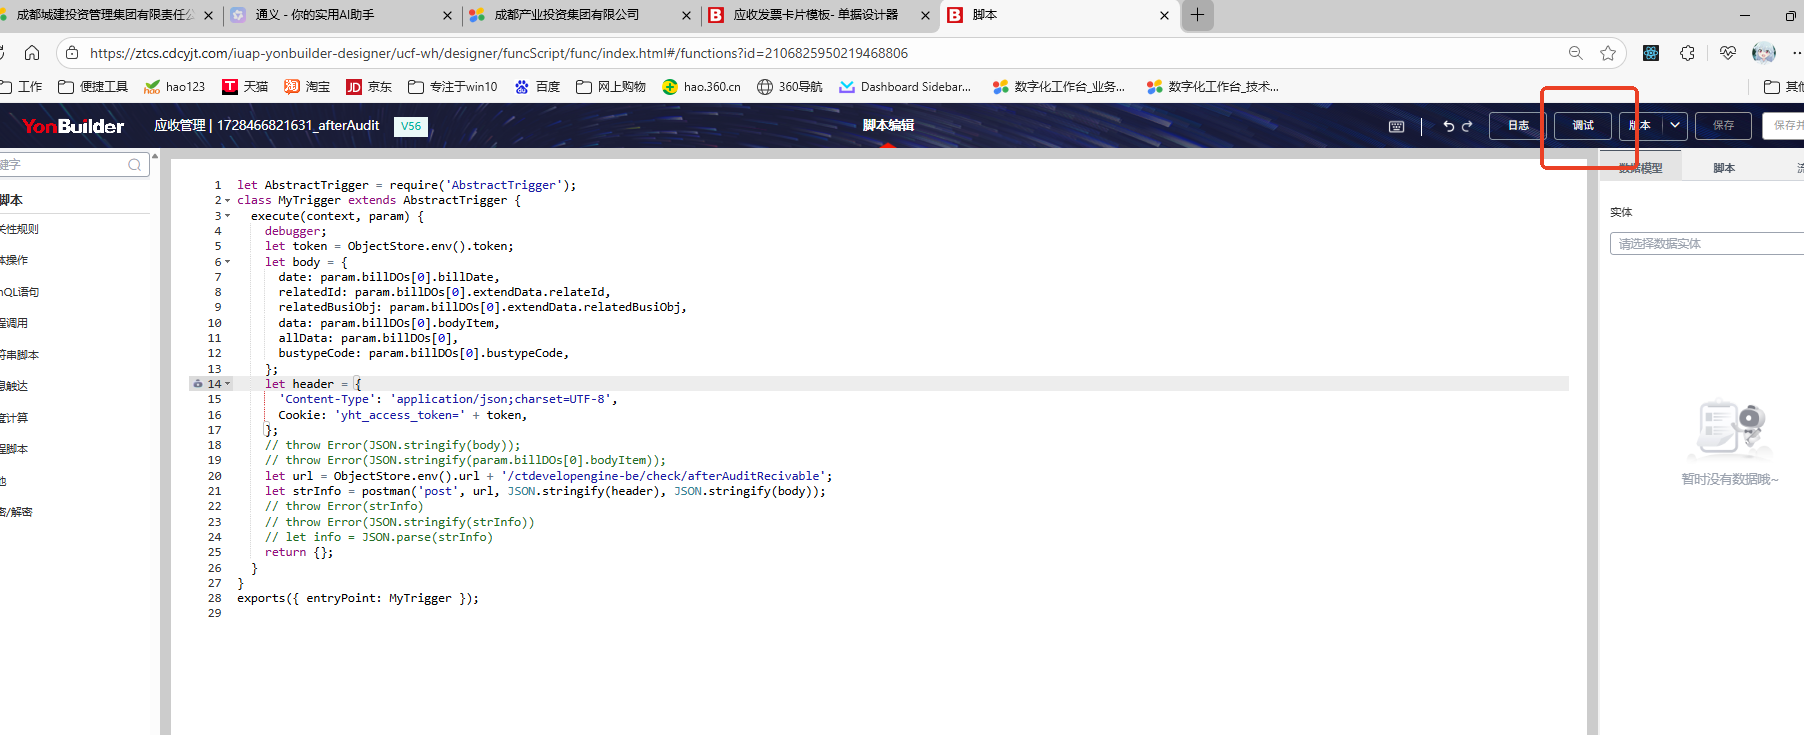 成都城建投资管理集团有限责任公
通义 - 你的实用AI助手
成都产业投资集团有限公司
应收发票卡片模板- 单据设计器
脚本
https://ztcs.cdcyjt.com/iuap-yonbuilder-designer/ucf-wh/designer/funcScript/func/index.html#/functions?id=2106825950219468806
工作
便捷工具
hao123
天猫
淘宝
京东
专注于win10
百度
网上购物
hao.360.cn
360导航
Dashboard Sidebar...
数字化工作台_业务...
数字化工作台_技术...
其他
YonBuilder
应收管理 | 1728466821631_afterAudit
V56
脚本编辑
日志
调试
版本
保存
保存并
键字
脚本
关性规则
体操作
nQL语句
程调用
符串脚本
息触达
度计算
程脚本
他
密/解密
1 let AbstractTrigger = require('AbstractTrigger');
2 class MyTrigger extends AbstractTrigger {
3 execute(context, param) {
4 debugger;
5 let token = ObjectStore.env().token;
6 let body = {
7 date: param.billDOs[0].billDate,
8 relatedId: param.billDOs[0].extendData.relateId,
9 relatedBusiObj: param.billDOs[0].extendData.relatedBusiObj,
10 data: param.billDOs[0].bodyItem,
11 allData: param.billDOs[0],
12 bustypeCode: param.billDOs[0].bustypeCode,
13 };
14 let header = {
15 'Content-Type': 'application/json;charset=UTF-8',
16 Cookie: 'yht_access_token=' + token,
17 };
18 // throw Error(JSON.stringify(body));
19 // throw Error(JSON.stringify(param.billDOs[0].bodyItem));
20 let url = ObjectStore.env().url + '/ctdevelopengine-be/check/afterAuditRecivable';
21 let strInfo = postman('post', url, JSON.stringify(header), JSON.stringify(body));
22 // throw Error(strInfo)
23 // throw Error(JSON.stringify(strInfo))
24 // let info = JSON.parse(strInfo)
25 return {};
26 }
27 }
28 exports({ entryPoint: MyTrigger });
29
数据模型
脚本
实体
请选择数据实体
暂时没有数据哦~